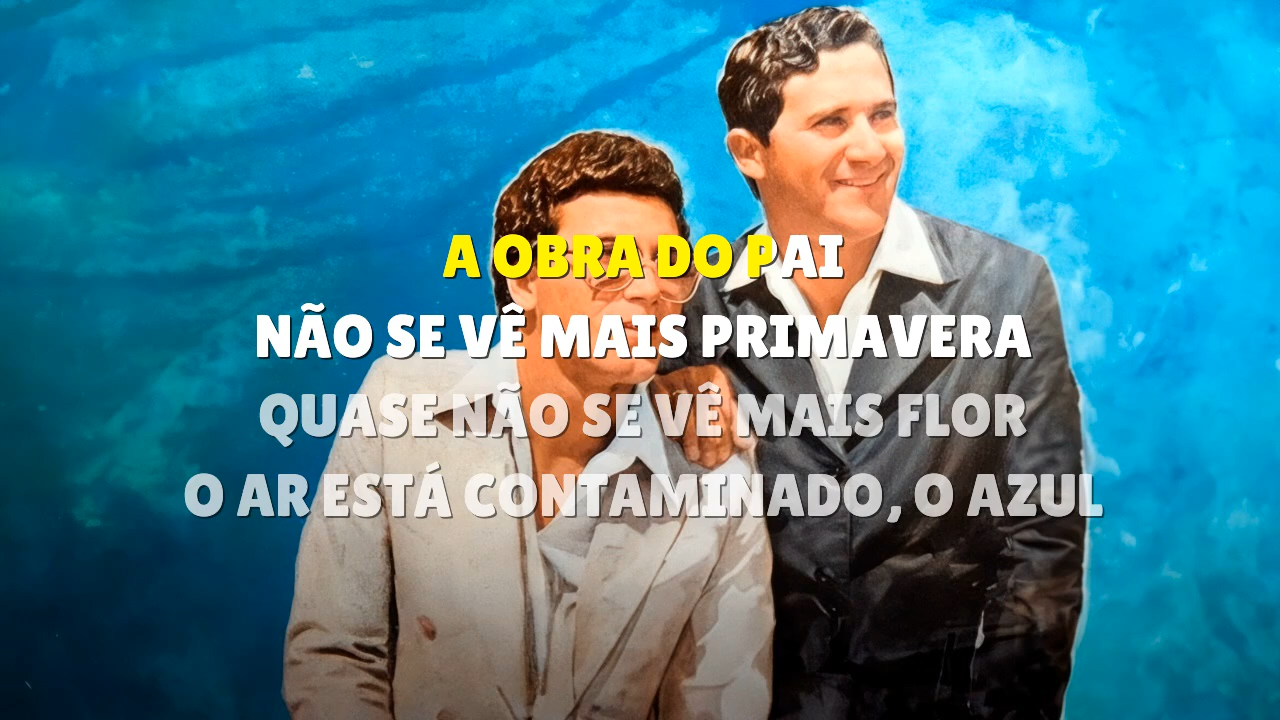 A OBRA DO PAI
NÃO SE VÊ MAIS PRIMAVERA
QUASE NÃO SE VÊ MAIS FLOR
O AR ESTÁ CONTAMINADO, O AZUL